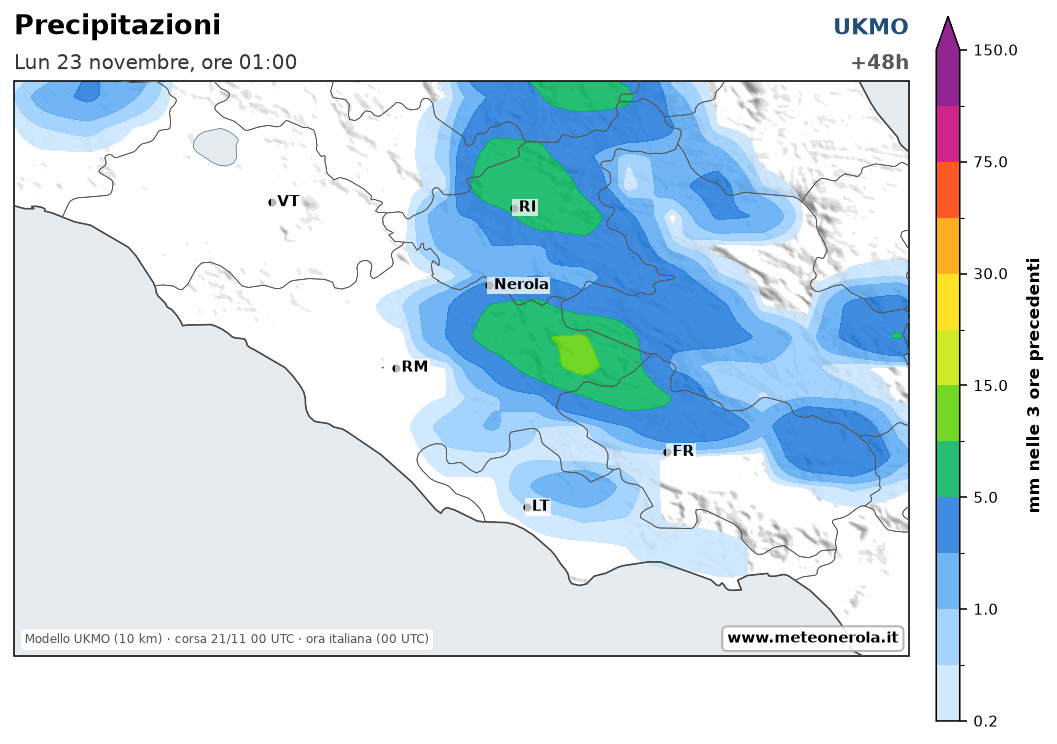 Precipitazioni
UKMO
Lun 23 novembre, ore 01:00
+48h
150.0
75.0
30.0
15.0
5.0
1.0
0.2
mm nelle 3 ore precedenti
VT
RI
Nerola
RM
FR
LT
Modello UKMO (10 km) · corsa 21/11 00 UTC · ora italiana (00 UTC)
www.meteonerola.it